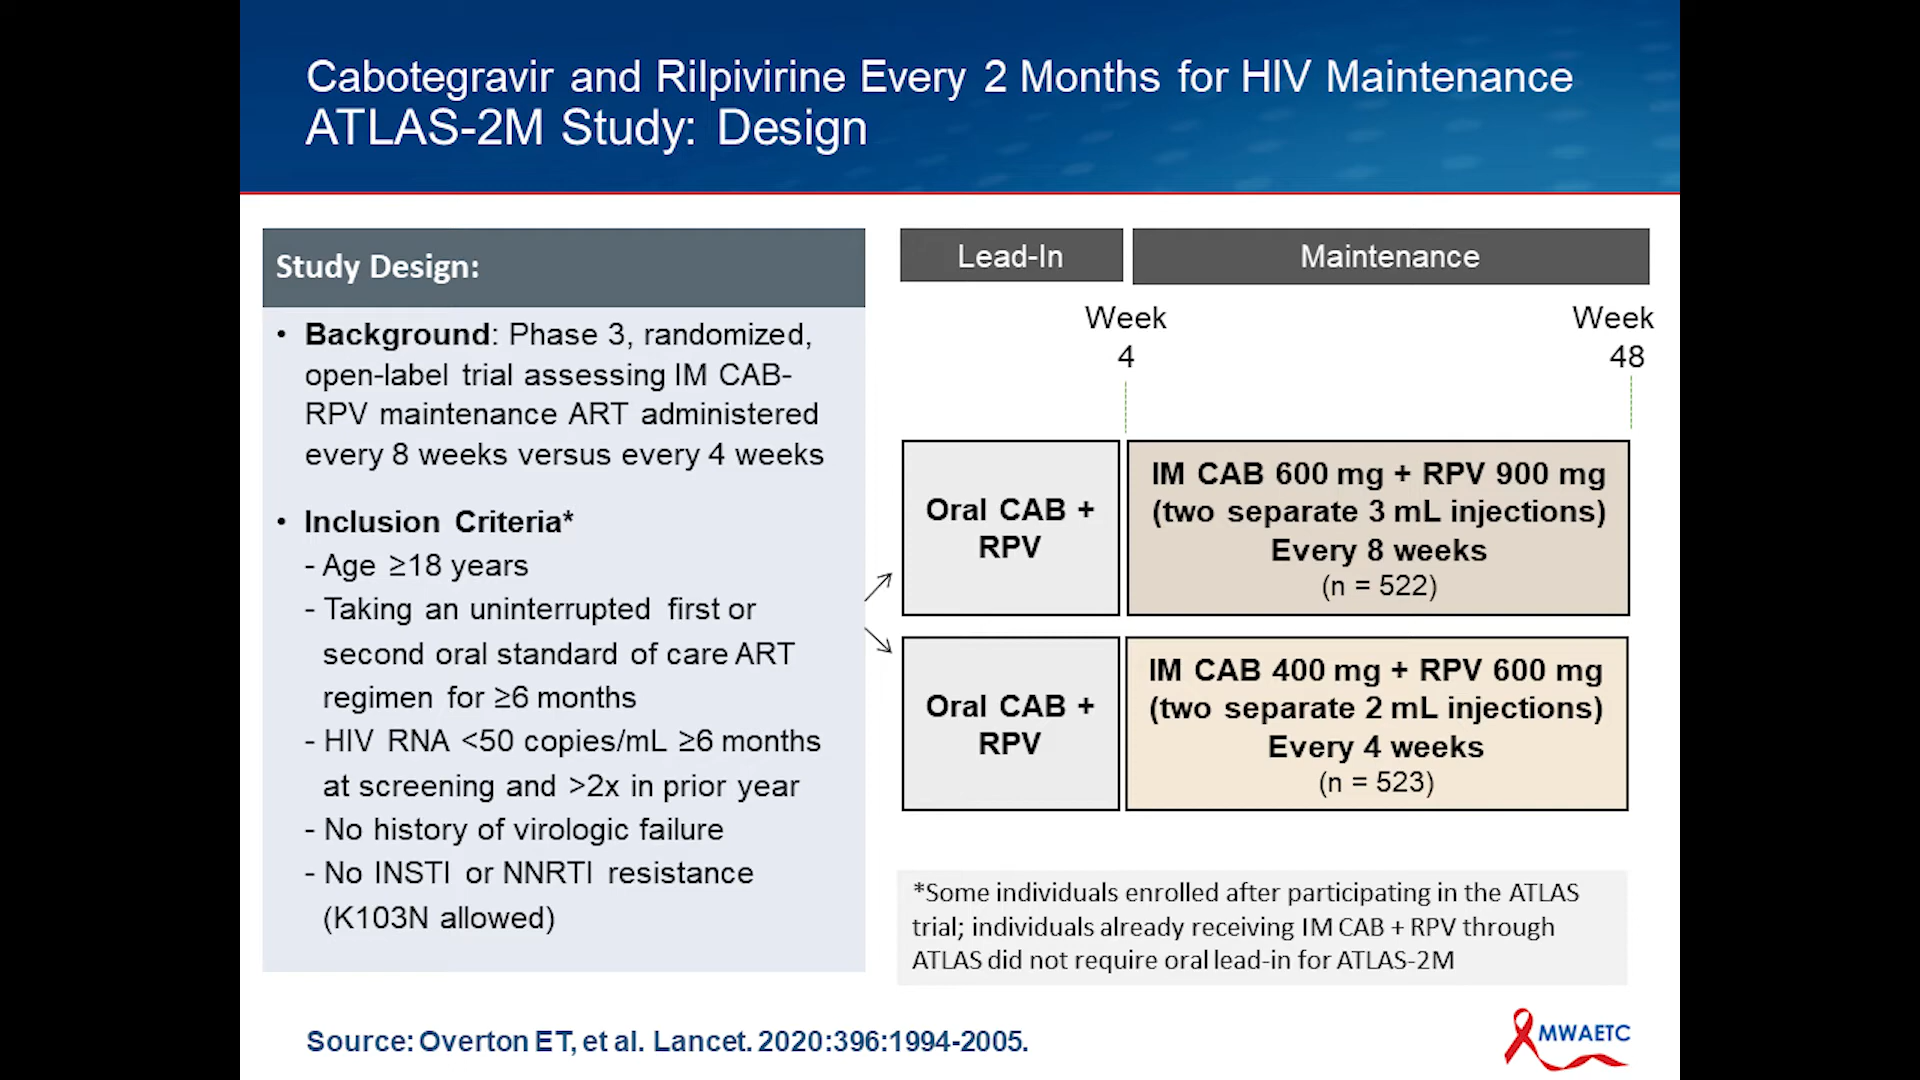 Cabotegravir and Rilpivirine Every 2 Months for HIV Maintenance
ATLAS-2M Study: Design
Study Design:
• Background: Phase 3, randomized,
open-label trial assessing IM CAB-
RPV maintenance ART administered
every 8 weeks versus every 4 weeks
• Inclusion Criteria*
- Age ≥18 years
- Taking an uninterrupted first or
second oral standard of care ART
regimen for ≥6 months
- HIV RNA <50 copies/mL ≥6 months
at screening and >2x in prior year
- No history of virologic failure
- No INSTI or NNRTI resistance
(K103N allowed)
Lead-In
Maintenance
Week
4
Week
48
Oral CAB +
RPV
IM CAB 600 mg + RPV 900 mg
(two separate 3 mL injections)
Every 8 weeks
(n = 522)
Oral CAB +
RPV
IM CAB 400 mg + RPV 600 mg
(two separate 2 mL injections)
Every 4 weeks
(n = 523)
*Some individuals enrolled after participating in the ATLAS
trial; individuals already receiving IM CAB + RPV through
ATLAS did not require oral lead-in for ATLAS-2M
Source: Overton ET, et al. Lancet. 2020:396:1994-2005.
MWAETC